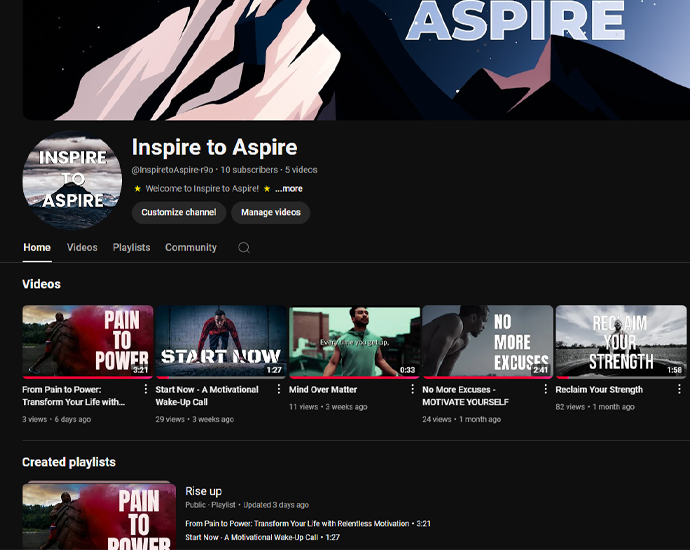 ASPIRE
INSPIRE
TO
ASPIRE
Inspire to Aspire
@InspiretoAspire-r9o · 10 subscribers · 5 videos
★ Welcome to Inspire to Aspire! ★ ...more
Customize channel
Manage videos
Home Videos Playlists Community
Videos
PAIN
TO
POWER
3:21
START NOW
1:27
Every time you get up,
0:33
NO
MORE
EXCUSES
2:41
RECLAIM
YOUR
STRENGTH
1:58
From Pain to Power:
Transform Your Life with...
3 views • 6 days ago
Start Now - A Motivational
Wake-Up Call
29 views • 3 weeks ago
Mind Over Matter
11 views • 3 weeks ago
No More Excuses -
MOTIVATE YOURSELF
24 views • 1 month ago
Reclaim Your Strength
82 views • 1 month ago
Created playlists
PAIN
TO
POWER
Rise up
Public · Playlist • Updated 3 days ago
From Pain to Power: Transform Your Life with Relentless Motivation • 3:21
Start Now - A Motivational Wake-Up Call • 1:27